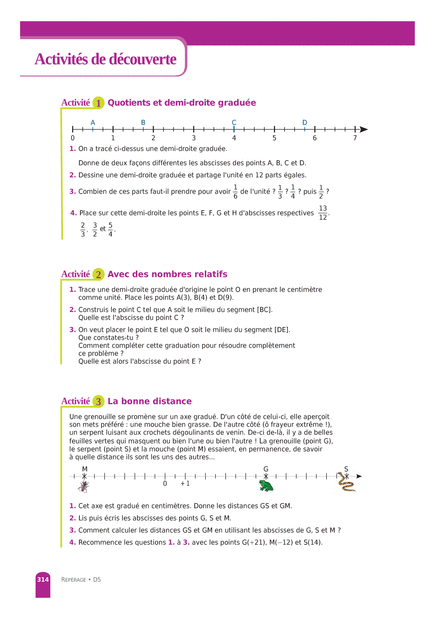 Activités de découverte
Activité 1 Quotients et demi-droite graduée
A B C D
0 1 2 3 4 5 6 7
1. On a tracé ci-dessus une demi-droite graduée.
Donne de deux façons différentes les abscisses des points A, B, C et D.
2. Dessine une demi-droite graduée et partage l'unité en 12 parts égales.
3. Combien de ces parts faut-il prendre pour avoir 1/6 de l'unité ? 1/3 ? 1/4 ? puis 1/2 ?
4. Place sur cette demi-droite les points E, F, G et H d'abscisses respectives 13/12,
2/3, 3/2 et 5/4.
Activité 2 Avec des nombres relatifs
1. Trace une demi-droite graduée d'origine le point O en prenant le centimètre
comme unité. Place les points A(3), B(4) et D(9).
2. Construis le point C tel que A soit le milieu du segment [BC].
Quelle est l'abscisse du point C ?
3. On veut placer le point E tel que O soit le milieu du segment [DE].
Que constates-tu ?
Comment compléter cette graduation pour résoudre complètement
ce problème ?
Quelle est alors l'abscisse du point E ?
Activité 3 La bonne distance
Une grenouille se promène sur un axe gradué. D'un côté de celui-ci, elle aperçoit
son mets préféré : une mouche bien grasse. De l'autre côté (ô frayeur extrême !),
un serpent luisant aux crochets dégoulinants de venin. De-ci de-là, il y a de belles
feuilles vertes qui masquent ou bien l'une ou bien l'autre ! La grenouille (point G),
le serpent (point S) et la mouche (point M) essaient, en permanence, de savoir
à quelle distance ils sont les uns des autres...
M G S
0 +1
1. Cet axe est gradué en centimètres. Donne les distances GS et GM.
2. Lis puis écris les abscisses des points G, S et M.
3. Comment calculer les distances GS et GM en utilisant les abscisses de G, S et M ?
4. Recommence les questions 1. à 3. avec les points G(+21), M(−12) et S(14).
314 REPÉRAGE • D5